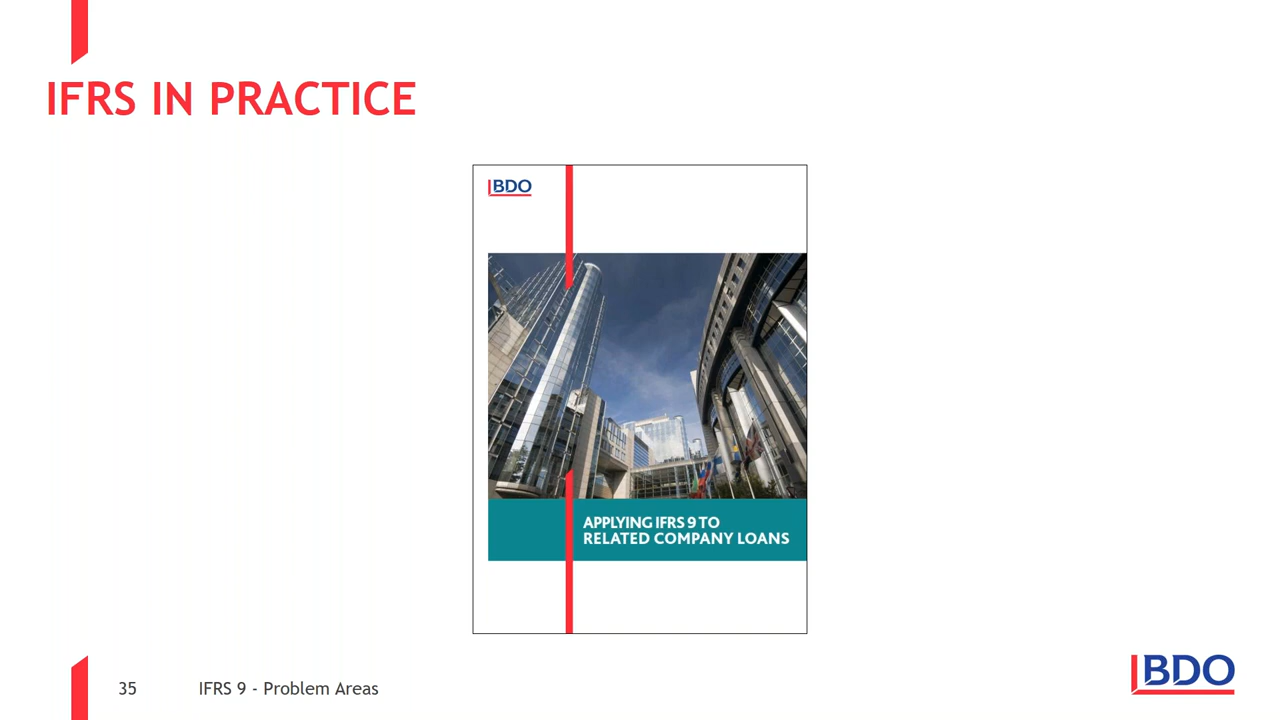 IFRS IN PRACTICE
BDO
APPLYING IFRS 9 TO
RELATED COMPANY LOANS
35
IFRS 9 - Problem Areas
BDO